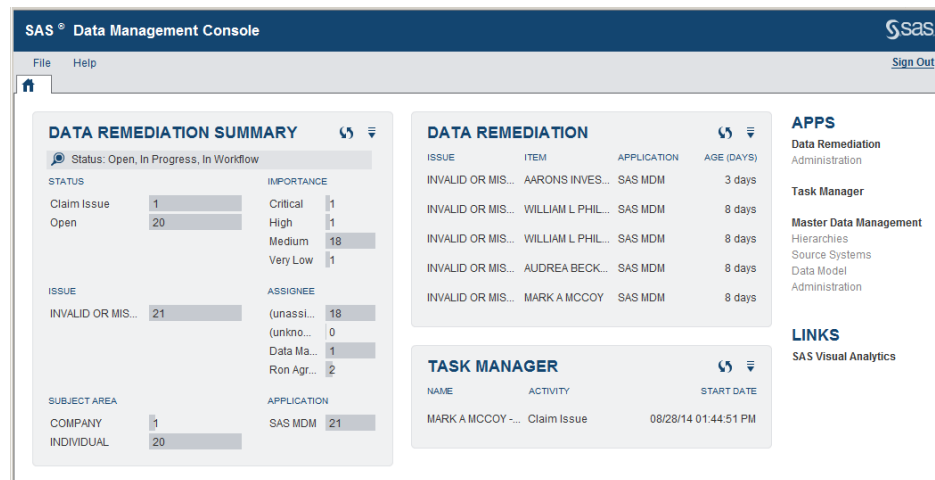 SAS ® Data Management Console
sas
File Help
Sign Out
DATA REMEDIATION SUMMARY
Status: Open, In Progress, In Workflow
STATUS
Claim Issue 1
Open 20
IMPORTANCE
Critical 1
High 1
Medium 18
Very Low 1
ISSUE
INVALID OR MIS... 21
ASSIGNEE
(unassi... 18
(unkno... 0
Data Ma... 1
Ron Agr... 2
SUBJECT AREA
COMPANY 1
INDIVIDUAL 20
APPLICATION
SAS MDM 21
DATA REMEDIATION
ISSUE ITEM APPLICATION AGE (DAYS)
INVALID OR MIS... AARONS INVES... SAS MDM 3 days
INVALID OR MIS... WILLIAM L PHIL... SAS MDM 8 days
INVALID OR MIS... WILLIAM L PHIL... SAS MDM 8 days
INVALID OR MIS... AUDREA BECK... SAS MDM 8 days
INVALID OR MIS... MARK A MCCOY SAS MDM 8 days
TASK MANAGER
NAME ACTIVITY START DATE
MARK A MCCOY -... Claim Issue 08/28/14 01:44:51 PM
APPS
Data Remediation
Administration
Task Manager
Master Data Management
Hierarchies
Source Systems
Data Model
Administration
LINKS
SAS Visual Analytics